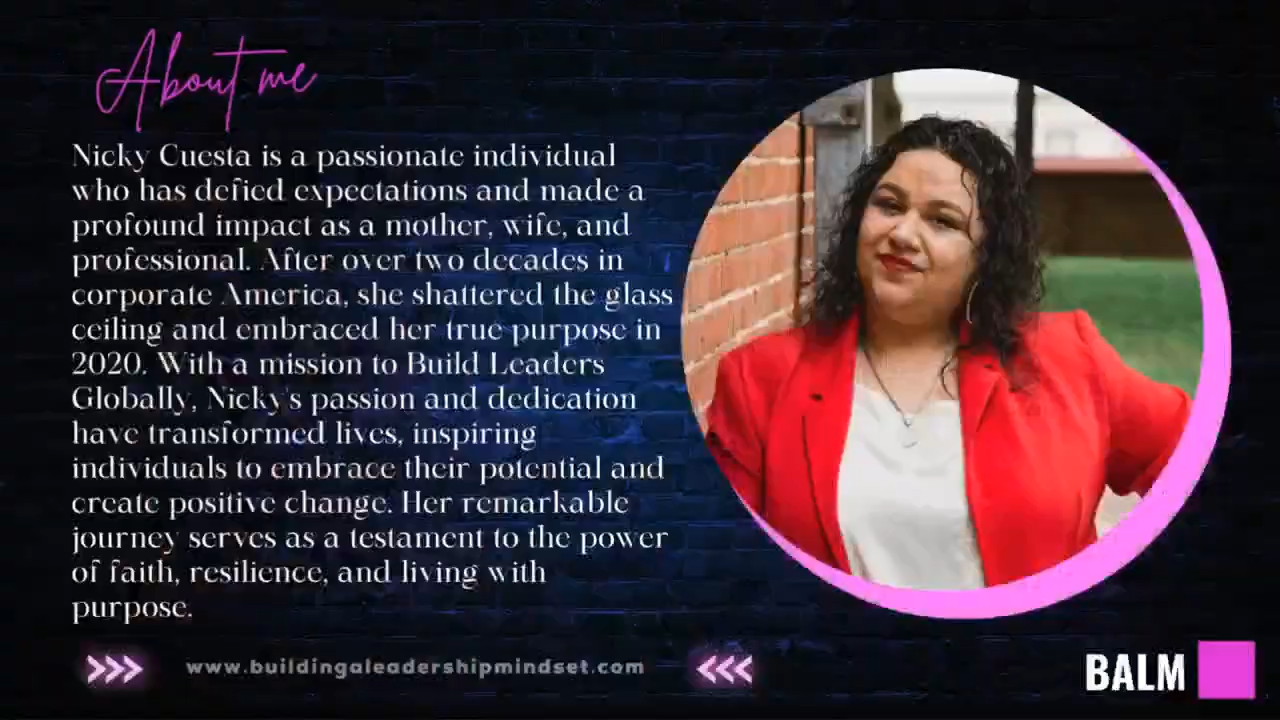 About me
Nicky Cuesta is a passionate individual
who has defied expectations and made a
profound impact as a mother, wife, and
professional. After over two decades in
corporate America, she shattered the glass
ceiling and embraced her true purpose in
2020. With a mission to Build Leaders
Globally, Nicky's passion and dedication
have transformed lives, inspiring
individuals to embrace their potential and
create positive change. Her remarkable
journey serves as a testament to the power
of faith, resilience, and living with
purpose.
www.buildingaleadershipmindset.com
BALM